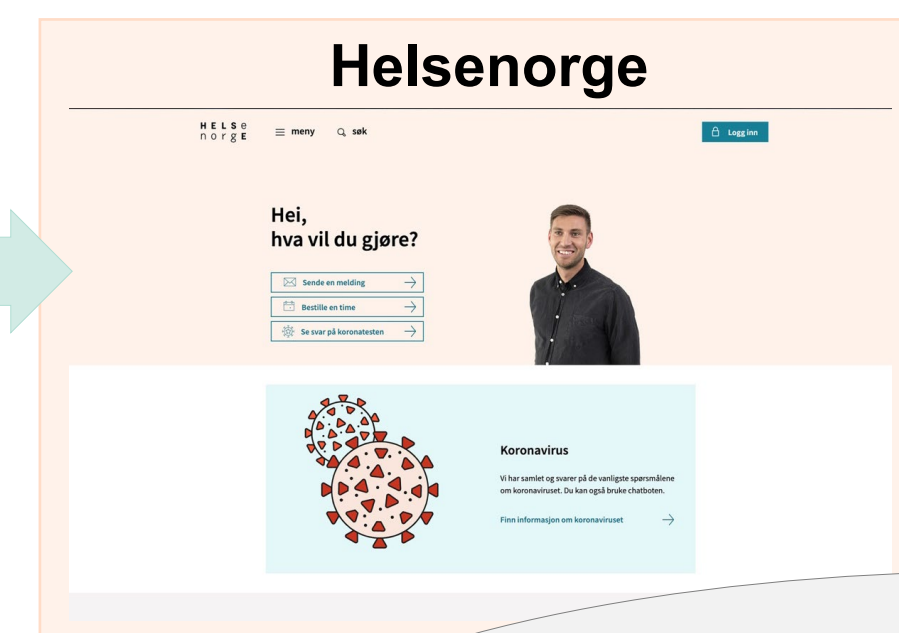 Helsenorge
HELSe
norgE
meny
søk
Logg inn
Hei,
hva vil du gjøre?
Sende en melding
Bestille en time
Se svar på koronatesten
Koronavirus
Vi har samlet og svarer på de vanligste spørsmålene
om koronaviruset. Du kan også bruke chatboten.
Finn informasjon om koronaviruset